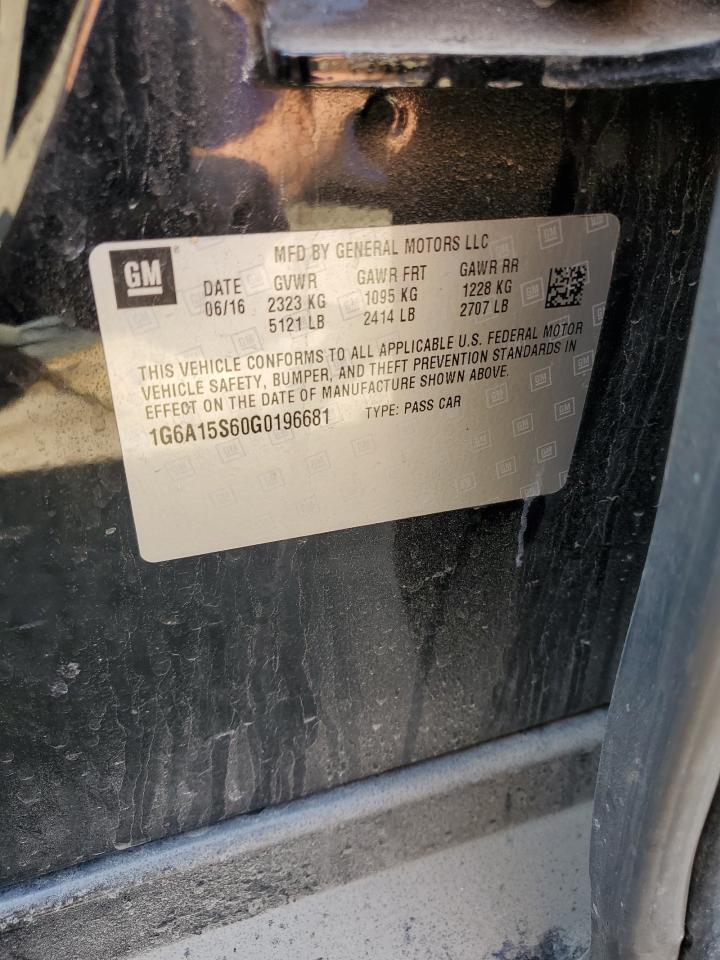 GM
MFD BY GENERAL MOTORS LLC
DATE GVWR GAWR FRT GAWR RR
06/16 2323 KG 1095 KG 1228 KG
5121 LB 2414 LB 2707 LB
THIS VEHICLE CONFORMS TO ALL APPLICABLE U.S. FEDERAL MOTOR
VEHICLE SAFETY, BUMPER, AND THEFT PREVENTION STANDARDS IN
EFFECT ON THE DATE OF MANUFACTURE SHOWN ABOVE.
1G6A15S60G0196681 TYPE: PASS CAR